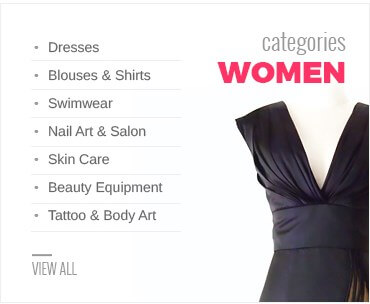 categories
WOMEN
Dresses
Blouses & Shirts
Swimwear
Nail Art & Salon
Skin Care
Beauty Equipment
Tattoo & Body Art
VIEW ALL